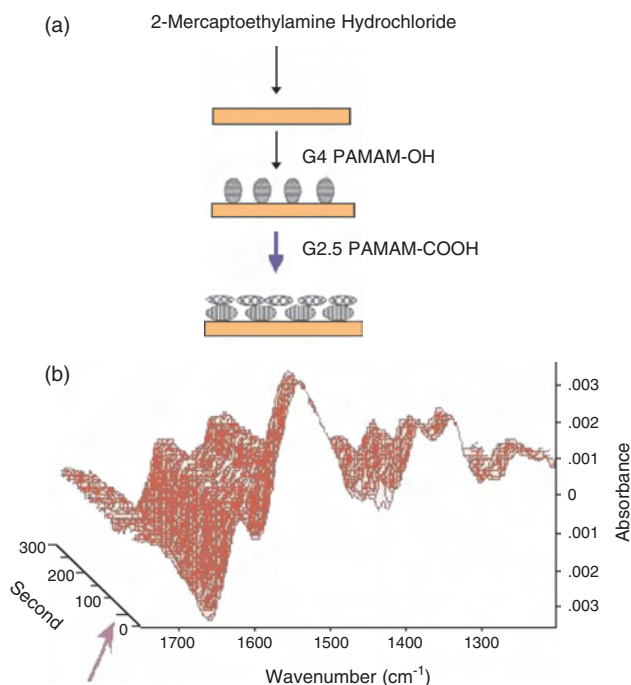 (a)
2-Mercaptoethylamine Hydrochloride
G4 PAMAM-OH
G2.5 PAMAM-COOH
(b)
.003
.002
.001
0
.001
.002
.003
Absorbance
300
200
100
0
Second
1700
1600
1500
1400
1300
Wavenumber (cm⁻¹)